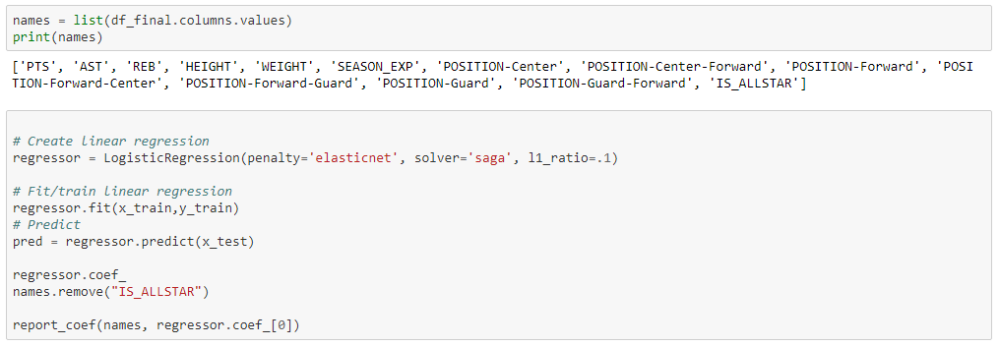 names = list(df_final.columns.values)
print(names)
['PTS', 'AST', 'REB', 'HEIGHT', 'WEIGHT', 'SEASON_EXP', 'POSITION-Center', 'POSITION-Center-Forward', 'POSITION-Forward', 'POSI
TION-Forward-Center', 'POSITION-Forward-Guard', 'POSITION-Guard', 'POSITION-Guard-Forward', 'IS_ALLSTAR']
# Create linear regression
regressor = LogisticRegression(penalty='elasticnet', solver='saga', l1_ratio=.1)
# Fit/train linear regression
regressor.fit(x_train,y_train)
# Predict
pred = regressor.predict(x_test)
regressor.coef_
names.remove("IS_ALLSTAR")
report_coef(names, regressor.coef_[0])